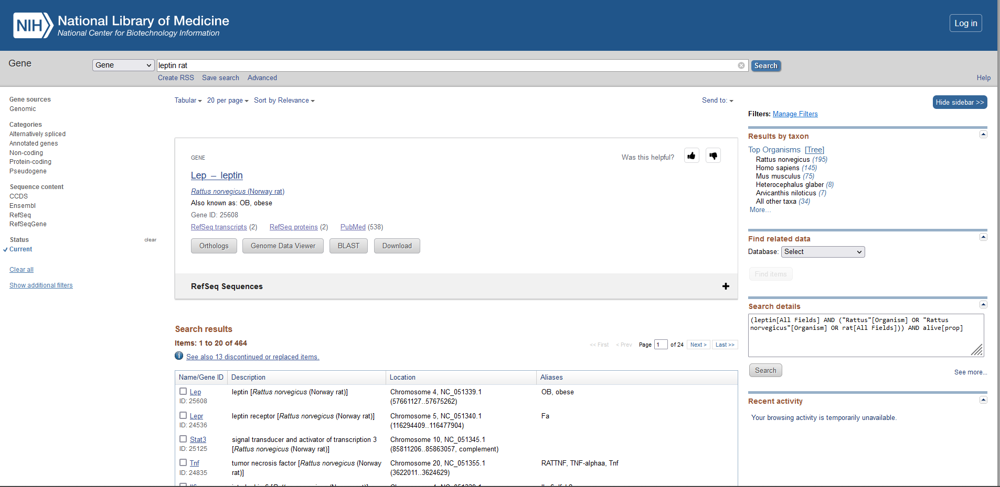 NIH National Library of Medicine
National Center for Biotechnology Information
Log in
Gene
Gene
leptin rat
Search
Create RSS Save search Advanced
Help
Gene sources
Genomic
Categories
Alternatively spliced
Annotated genes
Non-coding
Protein-coding
Pseudogene
Sequence content
CCDS
Ensembl
RefSeq
RefSeqGene
Status clear
Current
Clear all
Show additional filters
Tabular 20 per page Sort by Relevance
Send to:
GENE
Was this helpful?
Lep – leptin
Rattus norvegicus (Norway rat)
Also known as: OB, obese
Gene ID: 25608
RefSeq transcripts (2) RefSeq proteins (2) PubMed (538)
Orthologs Genome Data Viewer BLAST Download
RefSeq Sequences
Search results
Items: 1 to 20 of 464
<< First < Prev Page 1 of 24 Next > Last >>
See also 13 discontinued or replaced items.
Name/Gene ID Description Location Aliases
Lep leptin [Rattus norvegicus (Norway rat)] Chromosome 4, NC_051339.1 OB, obese
ID: 25608 (57661127..57675262)
Lepr leptin receptor [Rattus norvegicus (Norway rat)] Chromosome 5, NC_051340.1 Fa
ID: 24536 (116294409..116477904)
Stat3 signal transducer and activator of transcription 3 Chromosome 10, NC_051345.1
ID: 25125 [Rattus norvegicus (Norway rat)] (85811206..85863057, complement)
Tnf tumor necrosis factor [Rattus norvegicus (Norway Chromosome 20, NC_051355.1 RATTNF, TNF-alphaa, Tnf
ID: 24835 rat)] (3622011..3624629)
Hide sidebar >>
Filters: Manage Filters
Results by taxon
Top Organisms [Tree]
Rattus norvegicus (195)
Homo sapiens (145)
Mus musculus (75)
Heterocephalus glaber (8)
Arvicanthis niloticus (7)
All other taxa (34)
More...
Find related data
Database: Select
Find items
Search details
(leptin[All Fields] AND ("Rattus"[Organism] OR "Rattus
norvegicus"[Organism] OR rat[All Fields])) AND alive[prop]
Search
See more...
Recent activity
Your browsing activity is temporarily unavailable.